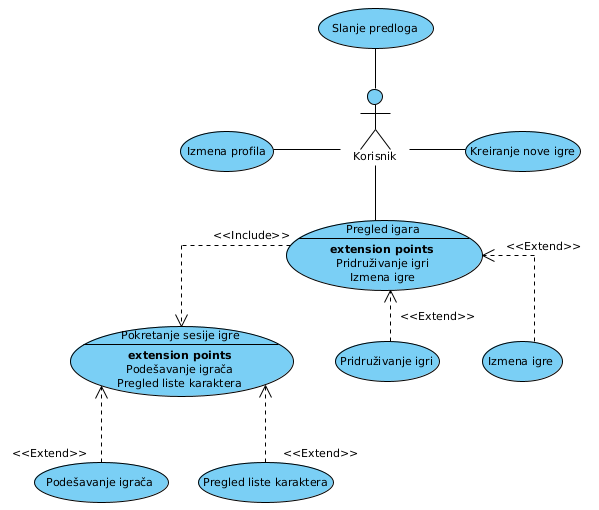 Slanje predloga
Izmena profila
Korisnik
Kreiranje nove igre
Pregled igara
extension points
Pridruživanje igri
Izmena igre
<<Include>>
<<Extend>>
<<Extend>>
Pokretanje sesije igre
extension points
Podešavanje igrača
Pregled liste karaktera
Pridruživanje igri
Izmena igre
<<Extend>>
<<Extend>>
Podešavanje igrača
Pregled liste karaktera